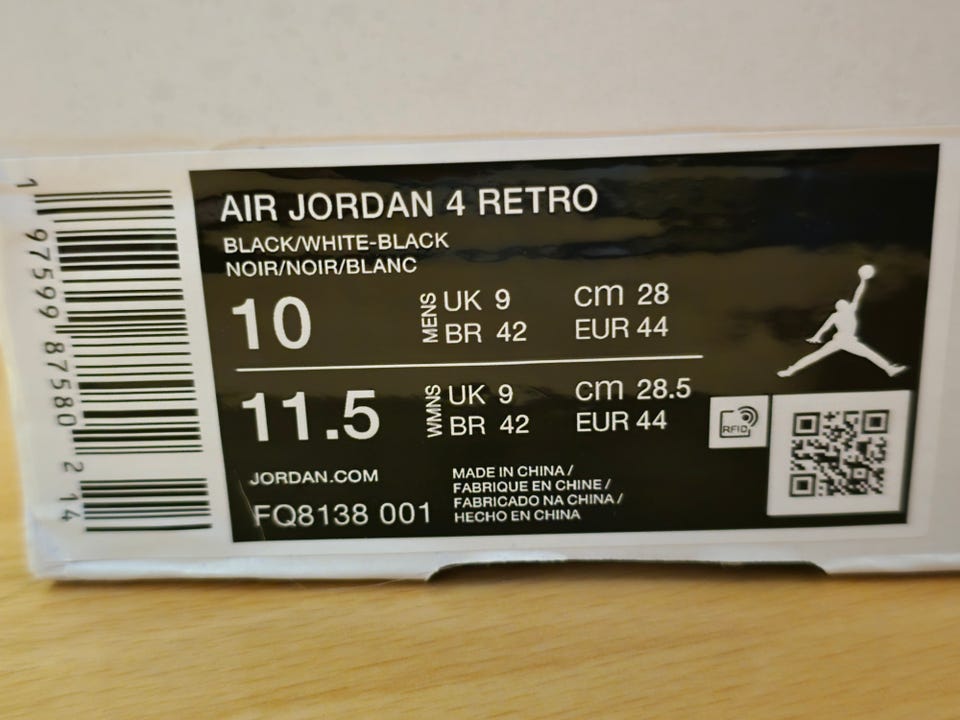 AIR JORDAN 4 RETRO
BLACK/WHITE-BLACK
NOIR/NOIR/BLANC
10 MENS UK 9 cm 28
BR 42 EUR 44
11.5 WMNS UK 9 cm 28.5
BR 42 EUR 44
RFID
JORDAN.COM
FQ8138 001
MADE IN CHINA /
FABRIQUE EN CHINE /
FABRICADO NA CHINA /
HECHO EN CHINA
1 97599 87580 2 14